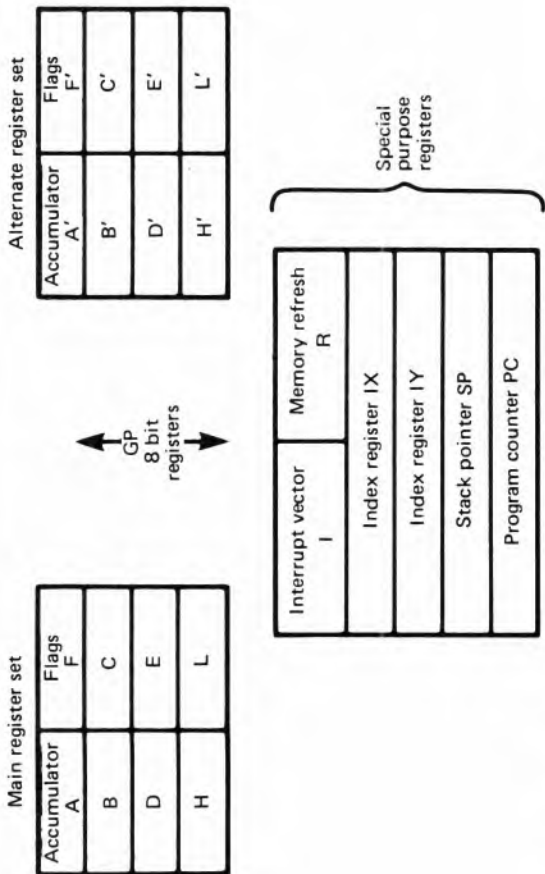 Main register set
Accumulator
A
Flags
F
B
C
D
E
H
L
GP
8 bit
registers
Alternate register set
Accumulator
A′
Flags
F′
B′
C′
D′
E′
H′
L′
Interrupt vector
I
Memory refresh
R
Index register IX
Index register IY
Stack pointer SP
Program counter PC
Special
purpose
registers